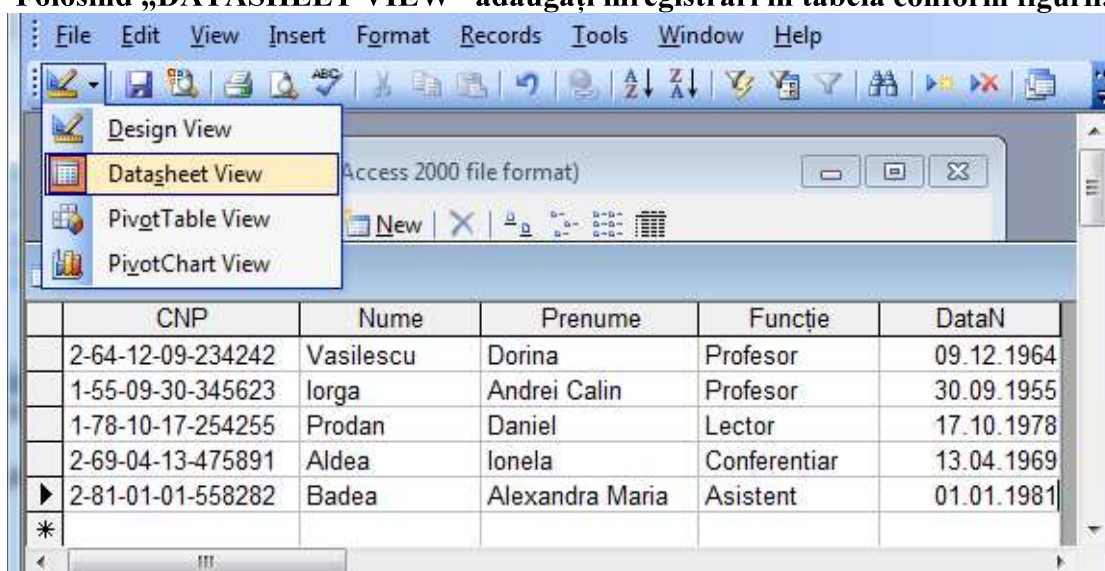 Folosind „DATASHEET VIEW” adăugați înregistrări în tabela conform figurii.
File Edit View Insert Format Records Tools Window Help
Design View
Datasheet View
Access 2000 file format)
PivotTable View
New
PivotChart View
CNP Nume Prenume Funcție DataN
2-64-12-09-234242 Vasilescu Dorina Profesor 09.12.1964
1-55-09-30-345623 Iorga Andrei Calin Profesor 30.09.1955
1-78-10-17-254255 Prodan Daniel Lector 17.10.1978
2-69-04-13-475891 Aldea Ionela Conferentiar 13.04.1969
2-81-01-01-558282 Badea Alexandra Maria Asistent 01.01.1981